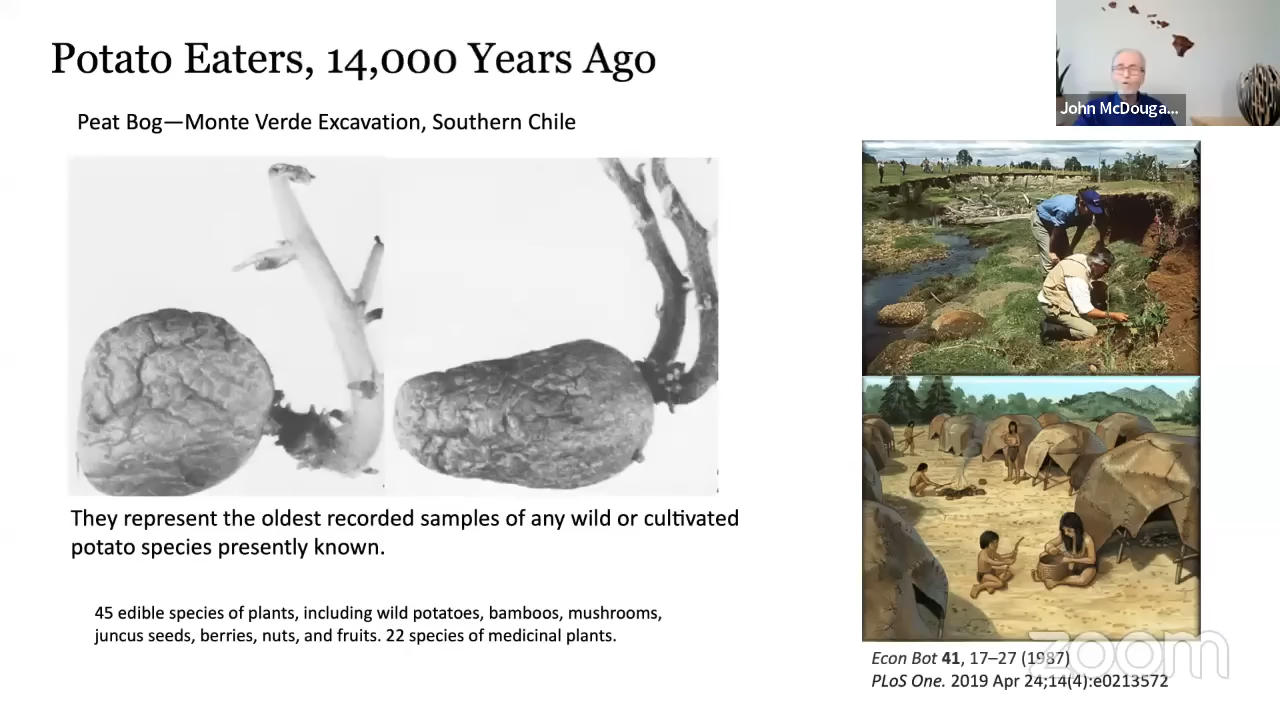 Potato Eaters, 14,000 Years Ago
John McDouga...
Peat Bog—Monte Verde Excavation, Southern Chile
They represent the oldest recorded samples of any wild or cultivated
potato species presently known.
45 edible species of plants, including wild potatoes, bamboos, mushrooms,
juncus seeds, berries, nuts, and fruits. 22 species of medicinal plants.
Econ Bot 41, 17–27 (1987)
PLoS One. 2019 Apr 24;14(4):e0213572
zoom